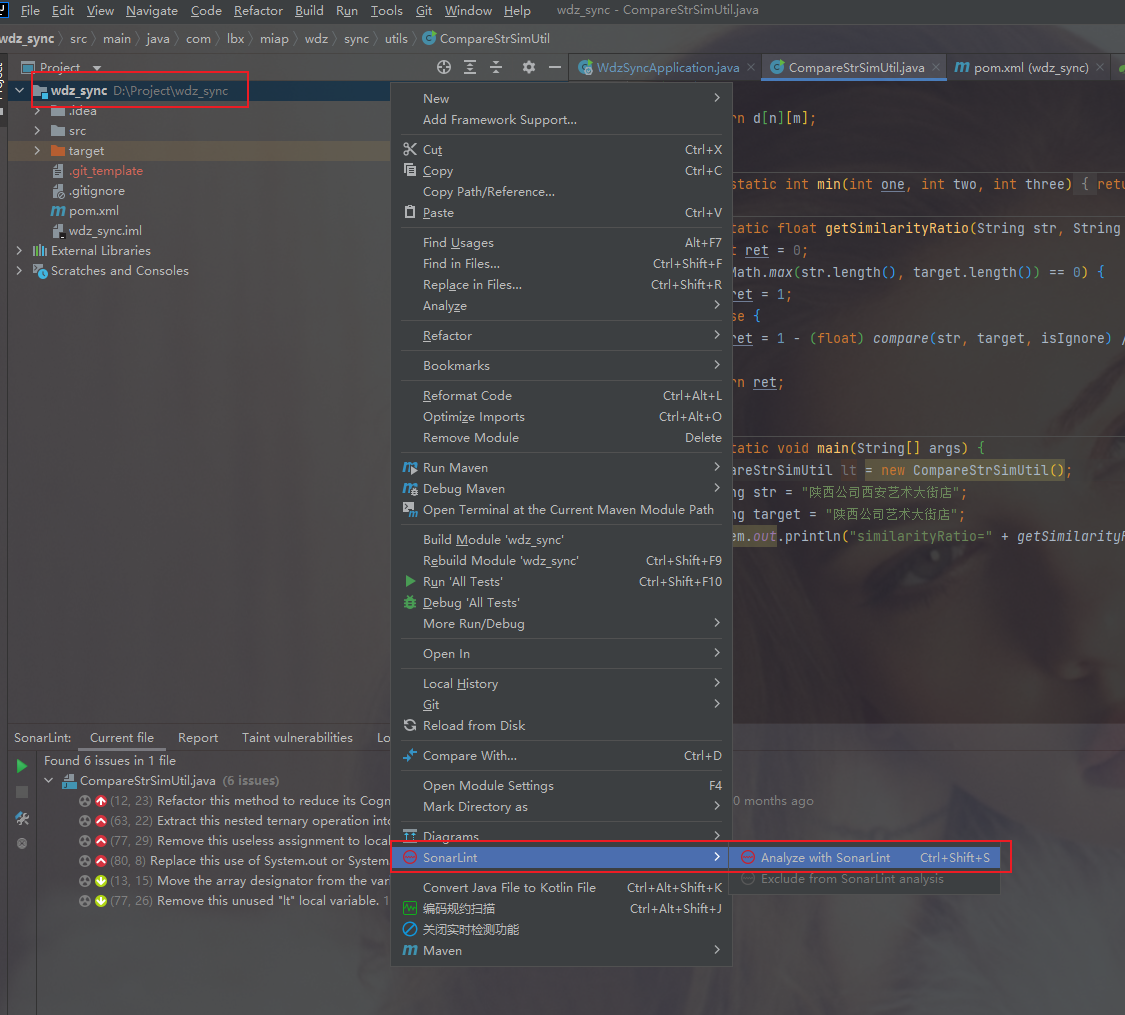 File Edit View Navigate Code Refactor Build Run Tools Git Window Help wdz_sync - CompareStrSimUtil.java
wdz_sync src main java com lbx miap wdz sync utils CompareStrSimUtil
Project
WdzSyncApplication.java CompareStrSimUtil.java pom.xml (wdz_sync)
wdz_sync D:\Project\wdz_sync
.idea
src
target
.git_template
.gitignore
pom.xml
wdz_sync.iml
External Libraries
Scratches and Consoles
New
Add Framework Support...
Cut Ctrl+X
Copy Ctrl+C
Copy Path/Reference...
Paste Ctrl+V
Find Usages Alt+F7
Find in Files... Ctrl+Shift+F
Replace in Files... Ctrl+Shift+R
Analyze
Refactor
Bookmarks
Reformat Code Ctrl+Alt+L
Optimize Imports Ctrl+Alt+O
Remove Module Delete
Run Maven
Debug Maven
Open Terminal at the Current Maven Module Path
Build Module 'wdz_sync'
Rebuild Module 'wdz_sync' Ctrl+Shift+F9
Run 'All Tests' Ctrl+Shift+F10
Debug 'All Tests'
More Run/Debug
Open In
Local History
Git
Reload from Disk
Compare With... Ctrl+D
Open Module Settings F4
Mark Directory as
Diagrams
SonarLint
Convert Java File to Kotlin File Ctrl+Alt+Shift+K
编码规约扫描 Ctrl+Alt+Shift+J
关闭实时检测功能
Maven
Analyze with SonarLint Ctrl+Shift+S
Exclude from SonarLint analysis
rn d[n][m];
static int min(int one, int two, int three) { retu
tatic float getSimilarityRatio(String str, String
t ret = 0;
Math.max(str.length(), target.length()) == 0) {
ret = 1;
se {
ret = 1 - (float) compare(str, target, isIgnore) /
rn ret;
tatic void main(String[] args) {
areStrSimUtil lt = new CompareStrSimUtil();
ng str = "陕西公司西安艺术大街店";
ng target = "陕西公司艺术大街店";
em.out.println("similarityRatio=" + getSimilarityR
SonarLint: Current file Report Taint vulnerabilities Lo
Found 6 issues in 1 file
CompareStrSimUtil.java (6 issues)
(12, 23) Refactor this method to reduce its Cogn
(63, 22) Extract this nested ternary operation into
(77, 29) Remove this useless assignment to local
(80, 8) Replace this use of System.out or System
(13, 15) Move the array designator from the var
(77, 26) Remove this unused "lt" local variable. 1
0 months ago